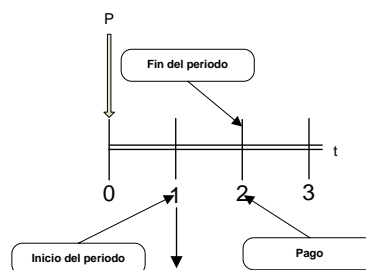 P
Fin del periodo
t
0 1 2 3
Inicio del periodo
Pago